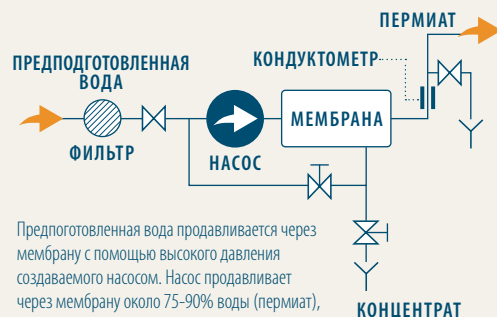 ПЕРМИАТ
ПРЕДПОДГОТОВЛЕННАЯ
ВОДА
КОНДУКТОМЕТР
МЕМБРАНА
ФИЛЬТР
НАСОС
Предпоготовленная вода продавливается через
мембрану с помощью высокого давления
создаваемого насосом. Насос продавливает
через мембрану около 75-90% воды (пермиат),
КОНЦЕНТРАТ